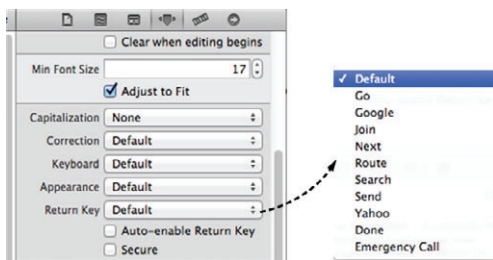 Clear when editing begins
Min Font Size 17
Adjust to Fit
Capitalization None
Correction Default
Keyboard Default
Appearance Default
Return Key Default
Auto-enable Return Key
Secure
✓ Default
Go
Google
Join
Next
Route
Search
Send
Yahoo
Done
Emergency Call